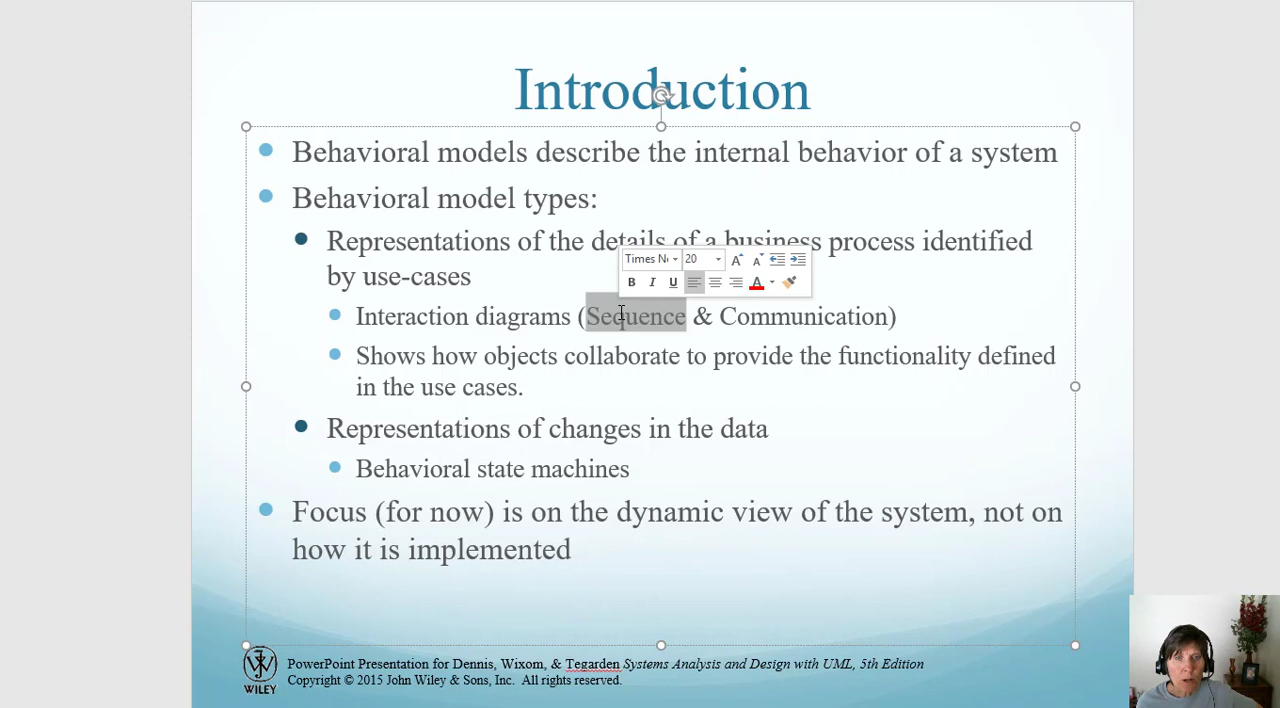 Introduction
Behavioral models describe the internal behavior of a system
Behavioral model types:
Representations of the details of a business process identified
by use-cases
Times N 20 A A
B I U A
Interaction diagrams (Sequence & Communication)
Shows how objects collaborate to provide the functionality defined
in the use cases.
Representations of changes in the data
Behavioral state machines
Focus (for now) is on the dynamic view of the system, not on
how it is implemented
WILEY
PowerPoint Presentation for Dennis, Wixom, & Tegarden Systems Analysis and Design with UML, 5th Edition
Copyright © 2015 John Wiley & Sons, Inc. All rights reserved.